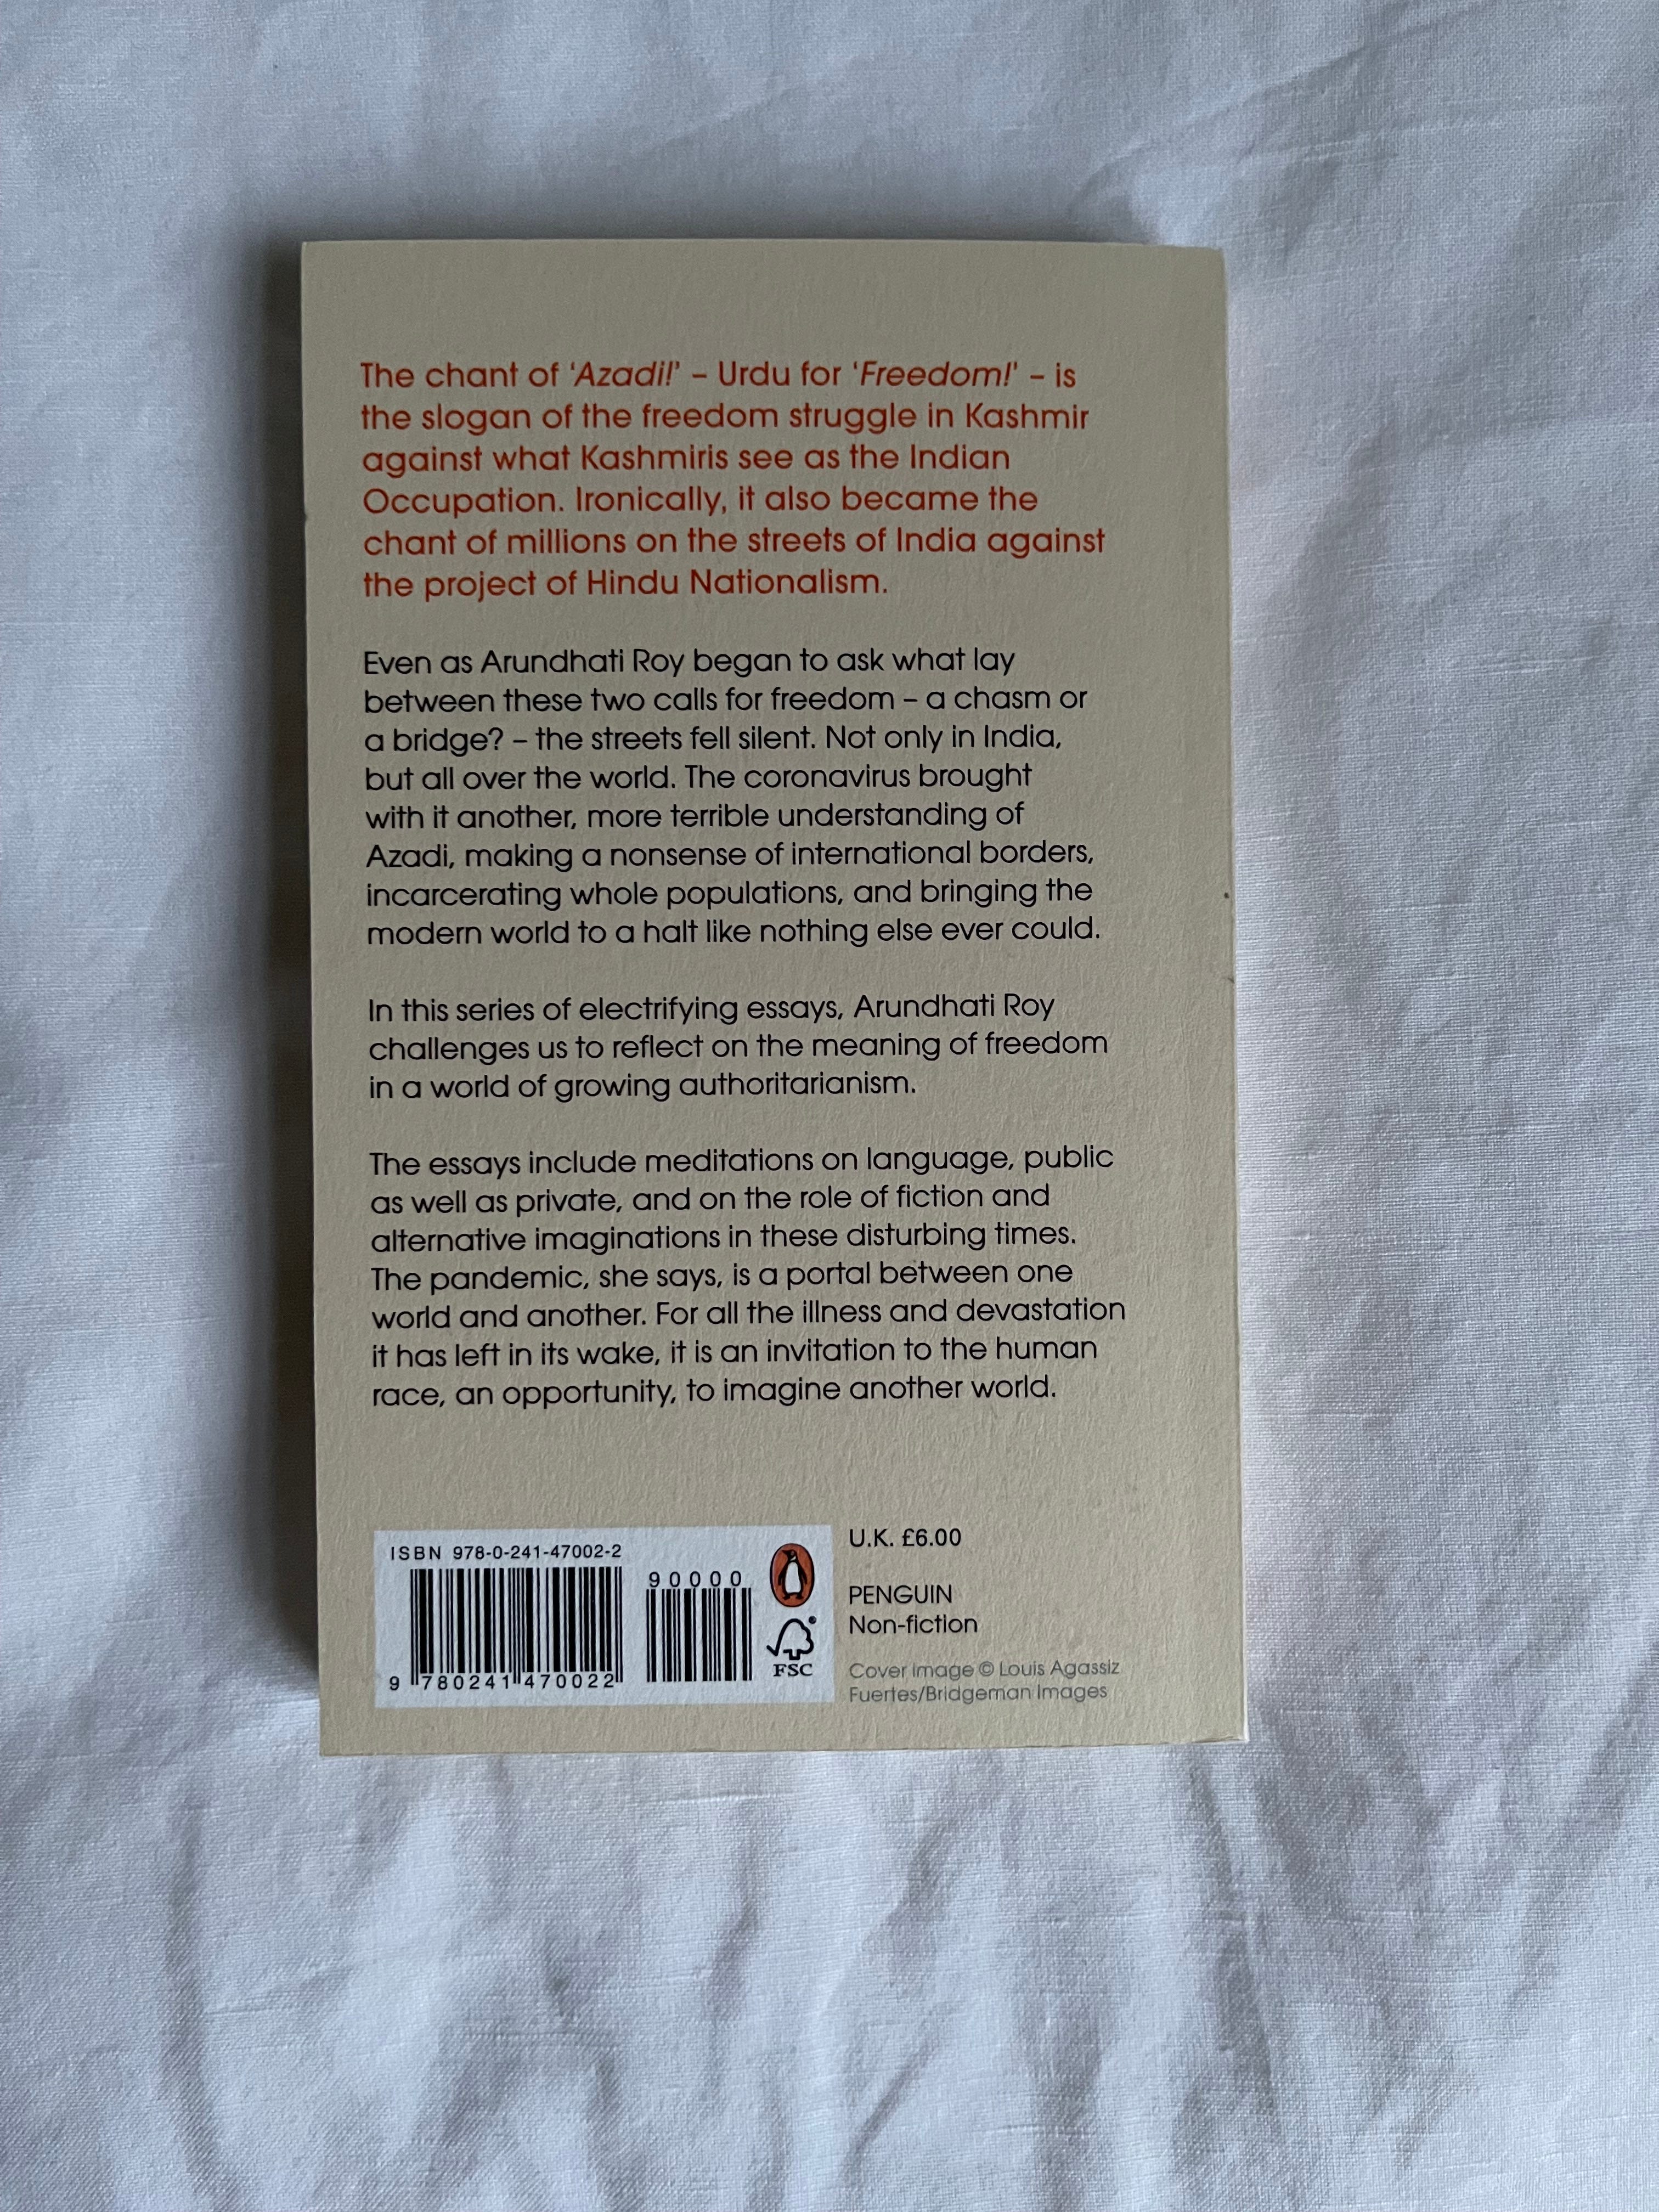 The chant of ‘Azadi!’ – Urdu for ‘Freedom!’ – is
the slogan of the freedom struggle in Kashmir
against what Kashmiris see as the Indian
Occupation. Ironically, it also became the
chant of millions on the streets of India against
the project of Hindu Nationalism.
Even as Arundhati Roy began to ask what lay
between these two calls for freedom – a chasm or
a bridge? – the streets fell silent. Not only in India,
but all over the world. The coronavirus brought
with it another, more terrible understanding of
Azadi, making a nonsense of international borders,
incarcerating whole populations, and bringing the
modern world to a halt like nothing else ever could.
In this series of electrifying essays, Arundhati Roy
challenges us to reflect on the meaning of freedom
in a world of growing authoritarianism.
The essays include meditations on language, public
as well as private, and on the role of fiction and
alternative imaginations in these disturbing times.
The pandemic, she says, is a portal between one
world and another. For all the illness and devastation
it has left in its wake, it is an invitation to the human
race, an opportunity, to imagine another world.
ISBN 978-0-241-47002-2
90000
9 780241 470022
FSC
U.K. £6.00
PENGUIN
Non-fiction
Cover image © Louis Agassiz
Fuertes/Bridgeman Images